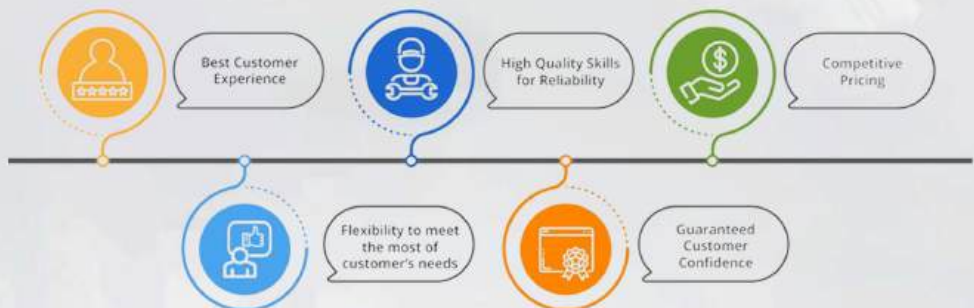 Best Customer
Experience
High Quality Skills
for Reliability
$
Competitive
Pricing
Flexibility to meet
the most of
customer's needs
Guaranteed
Customer
Confidence